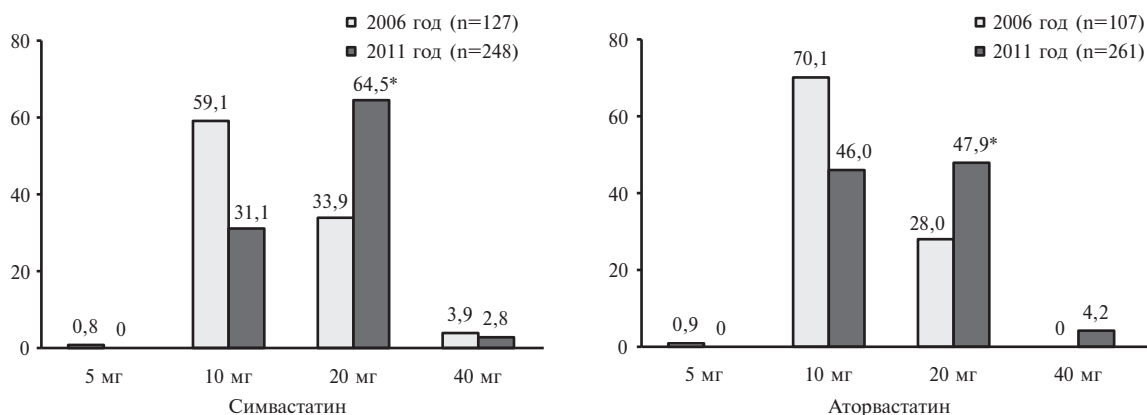 2006 год (n=127)
2011 год (n=248)
80
60
40
20
0
0,8
0
59,1
31,1
33,9
64,5*
3,9
2,8
5 мг
10 мг
20 мг
40 мг
Симвастатин
2006 год (n=107)
2011 год (n=261)
80
60
40
20
0
0,9
0
70,1
46,0
28,0
47,9*
0
4,2
5 мг
10 мг
20 мг
40 мг
Аторвастатин